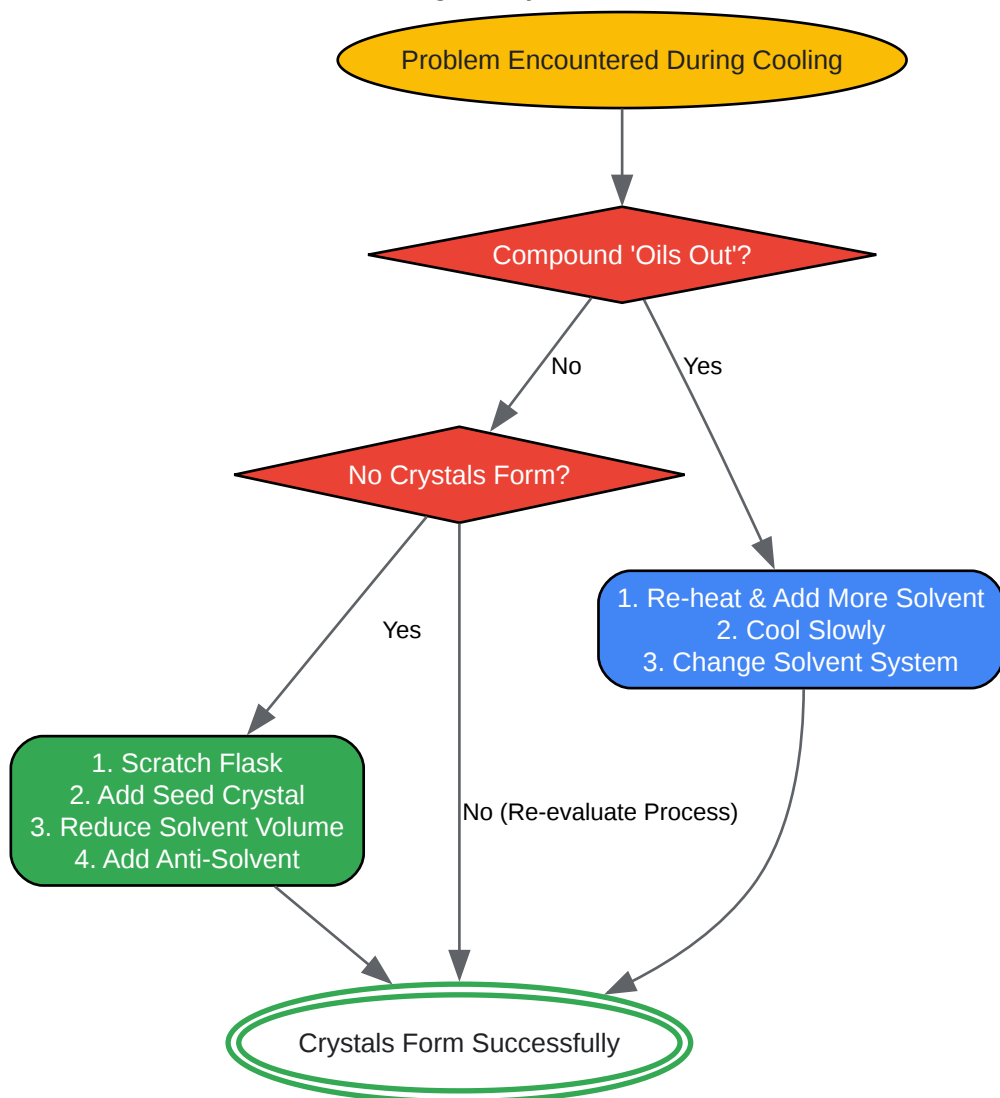 Problem Encountered During Cooling
Compound 'Oils Out'?
No
Yes
No Crystals Form?
1. Re-heat & Add More Solvent
2. Cool Slowly
3. Change Solvent System
Yes
1. Scratch Flask
2. Add Seed Crystal
3. Reduce Solvent Volume
4. Add Anti-Solvent
No (Re-evaluate Process)
Crystals Form Successfully